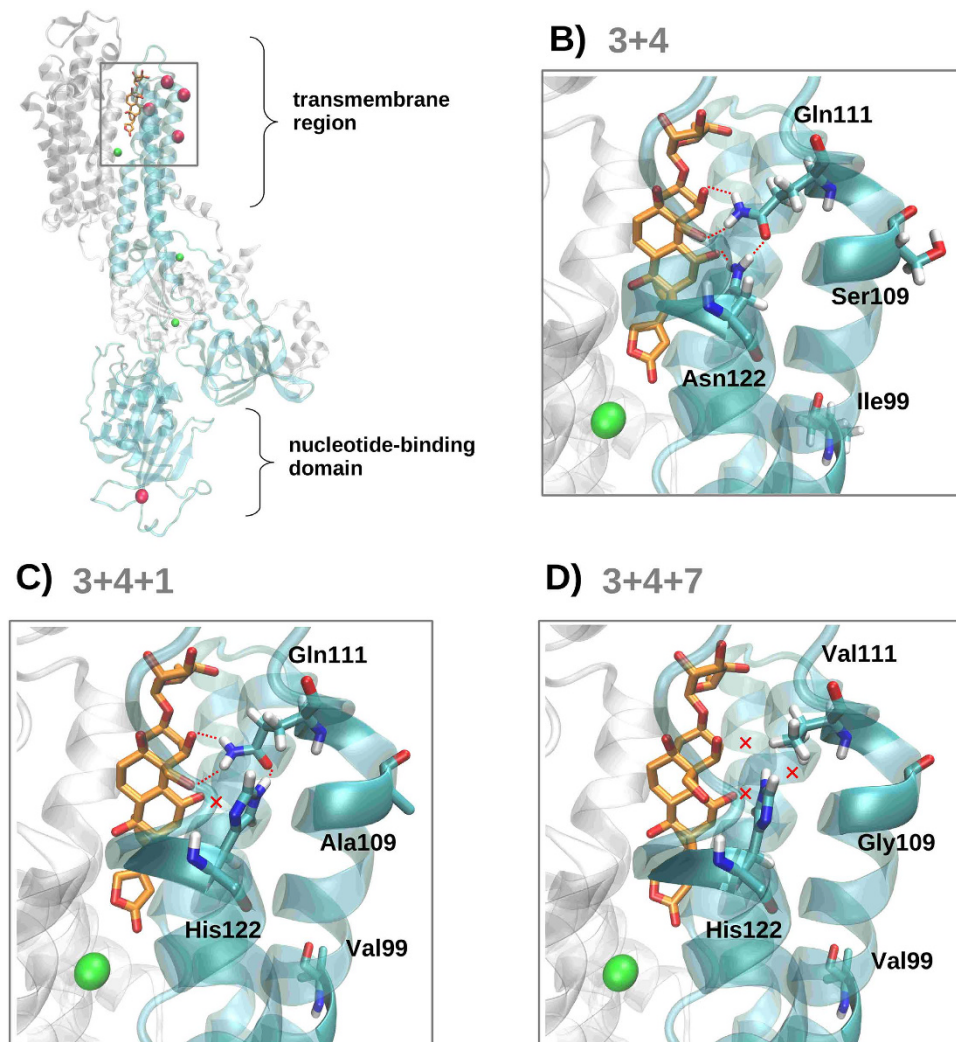 transmembrane
region
nucleotide-binding
domain
B) 3+4
Gln111
Ser109
Asn122
Ile99
C) 3+4+1
Gln111
Ala109
His122
Val99
D) 3+4+7
Val111
Gly109
His122
Val99